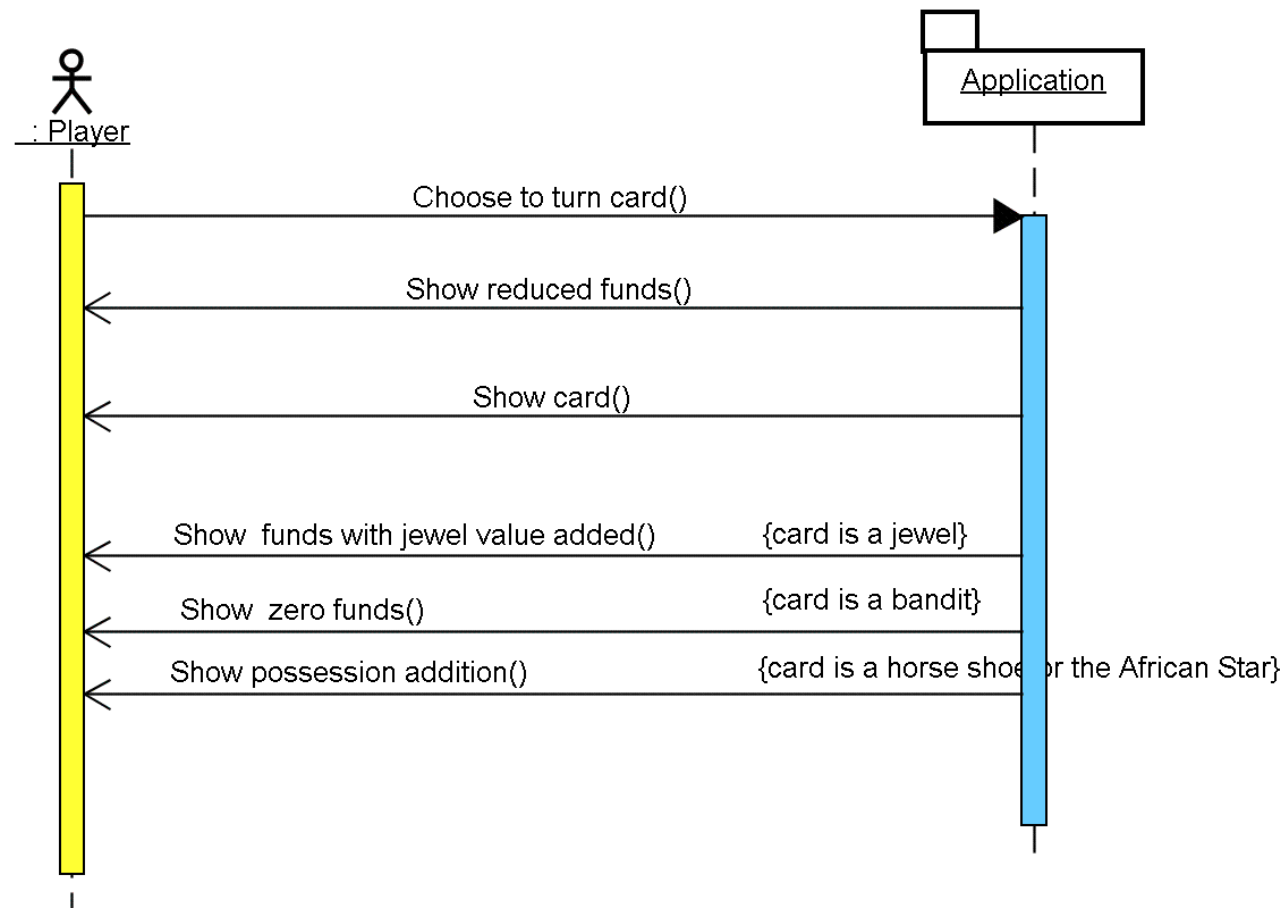 Application
: Player
Choose to turn card()
Show reduced funds()
Show card()
Show  funds with jewel value added() {card is a jewel}
Show  zero funds() {card is a bandit}
Show possession addition() {card is a horse shoe or the African Star}